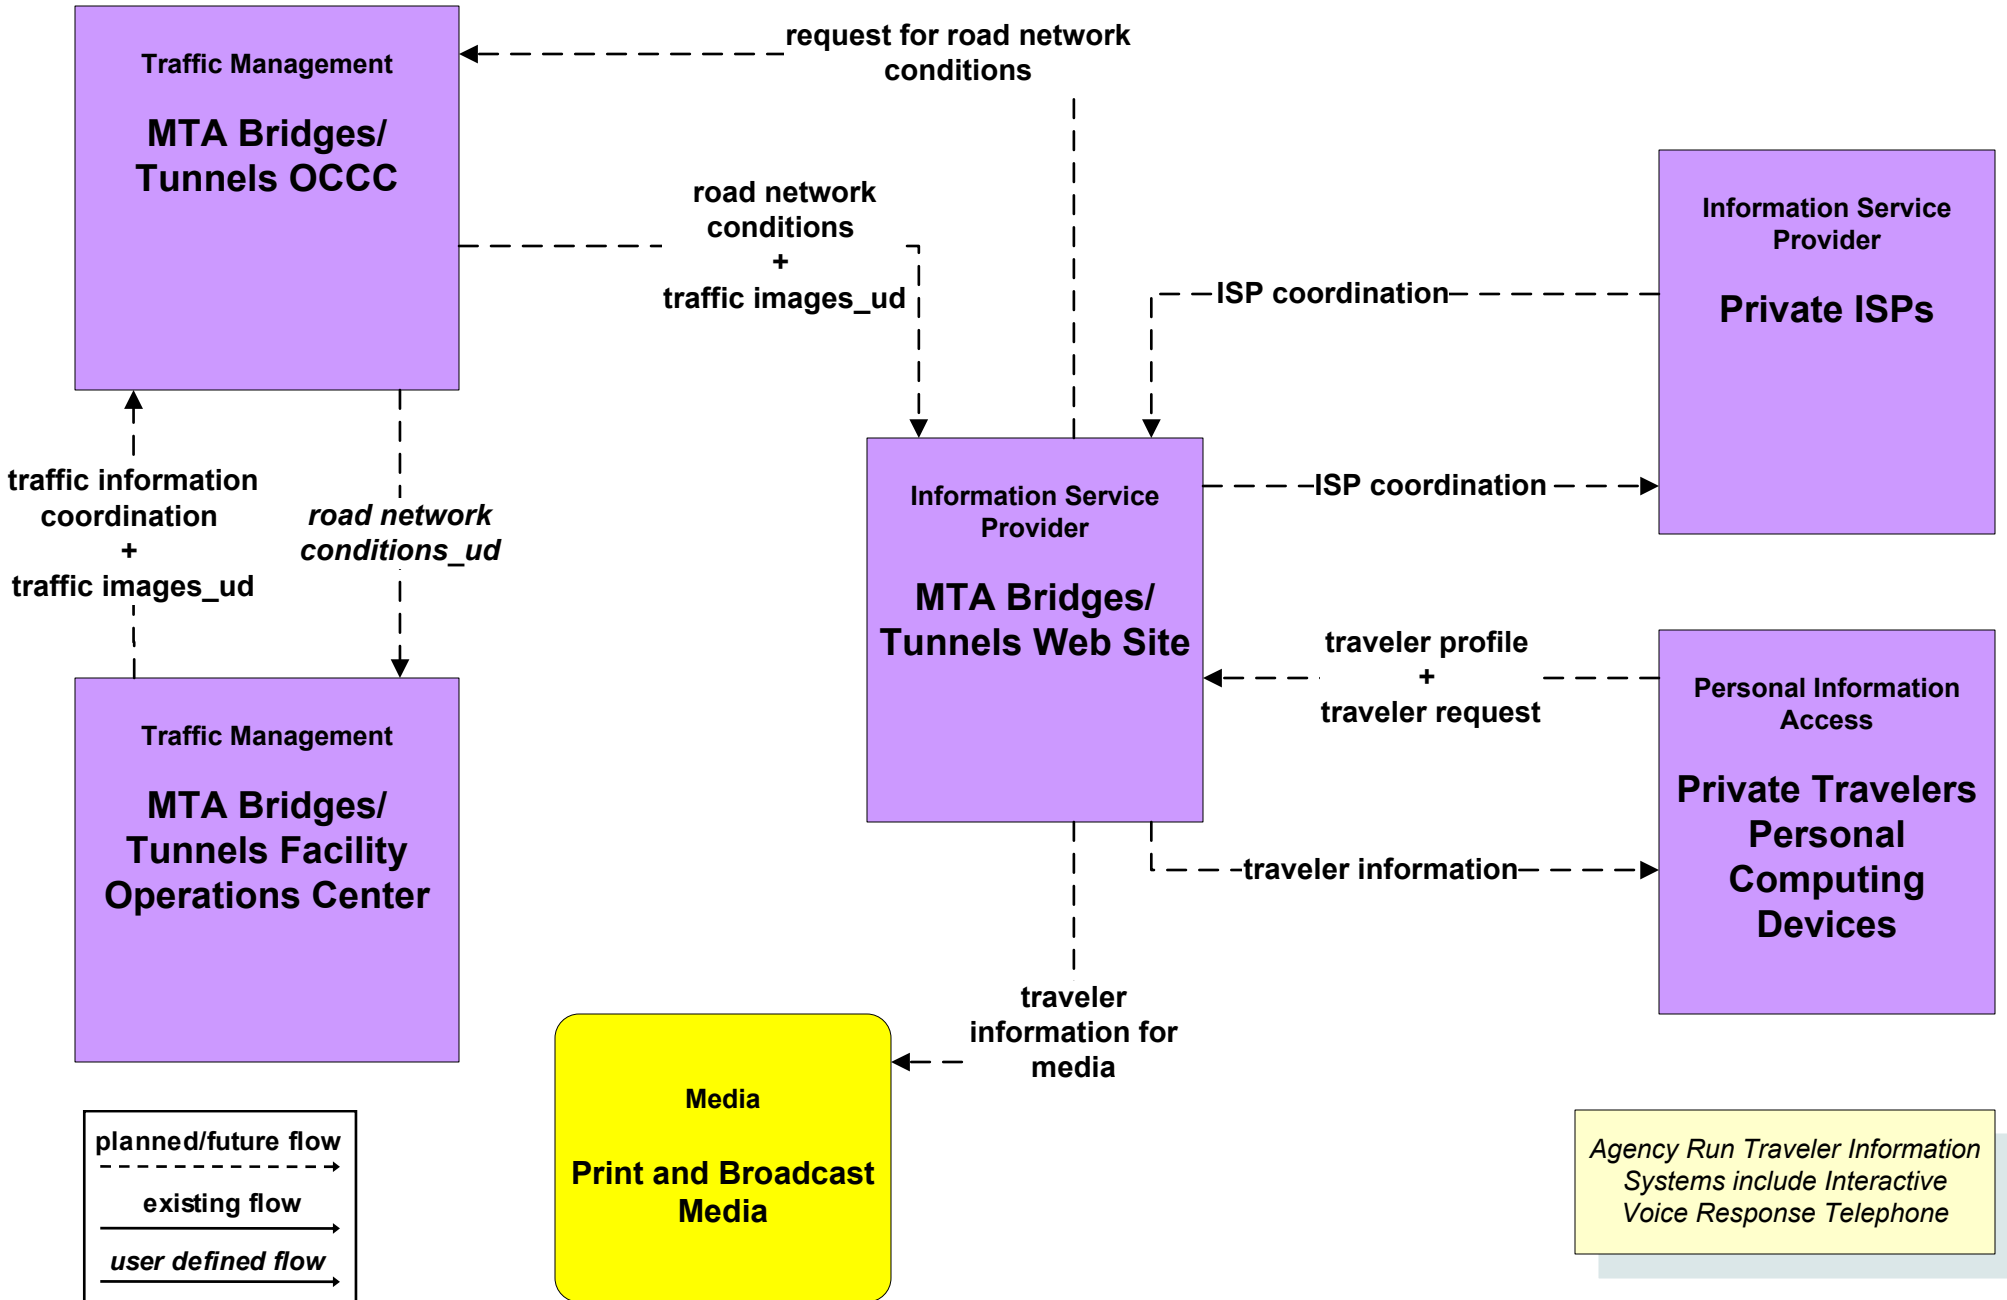 request for road network
conditions
Traffic Management
MTA Bridges/
Tunnels OCCC
road network
conditions
+
traffic images_ud
Information Service
Provider
Private ISPs
ISP coordination
ISP coordination
traffic information
coordination
+
traffic images_ud
road network
conditions_ud
Information Service
Provider
MTA Bridges/
Tunnels Web Site
traveler profile
+
traveler request
Personal Information
Access
Private Travelers
Personal
Computing
Devices
traveler information
Traffic Management
MTA Bridges/
Tunnels Facility
Operations Center
traveler
information for
media
Media
Print and Broadcast
Media
planned/future flow
existing flow
user defined flow
Agency Run Traveler Information
Systems include Interactive
Voice Response Telephone